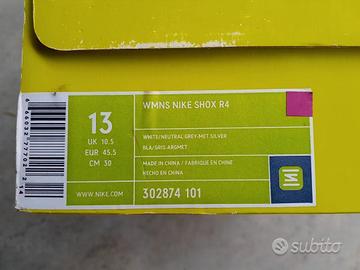 WMNS NIKE SHOX R4
13
UK 10.5
EUR 45.5
CM 30
WHITE/NEUTRAL GREY-MET.SILVER
BLA/GRIS-ARGMET
MADE IN CHINA / FABRIQUE EN CHINE
HECHO EN CHINA
WWW.NIKE.COM
302874 101
14
subito